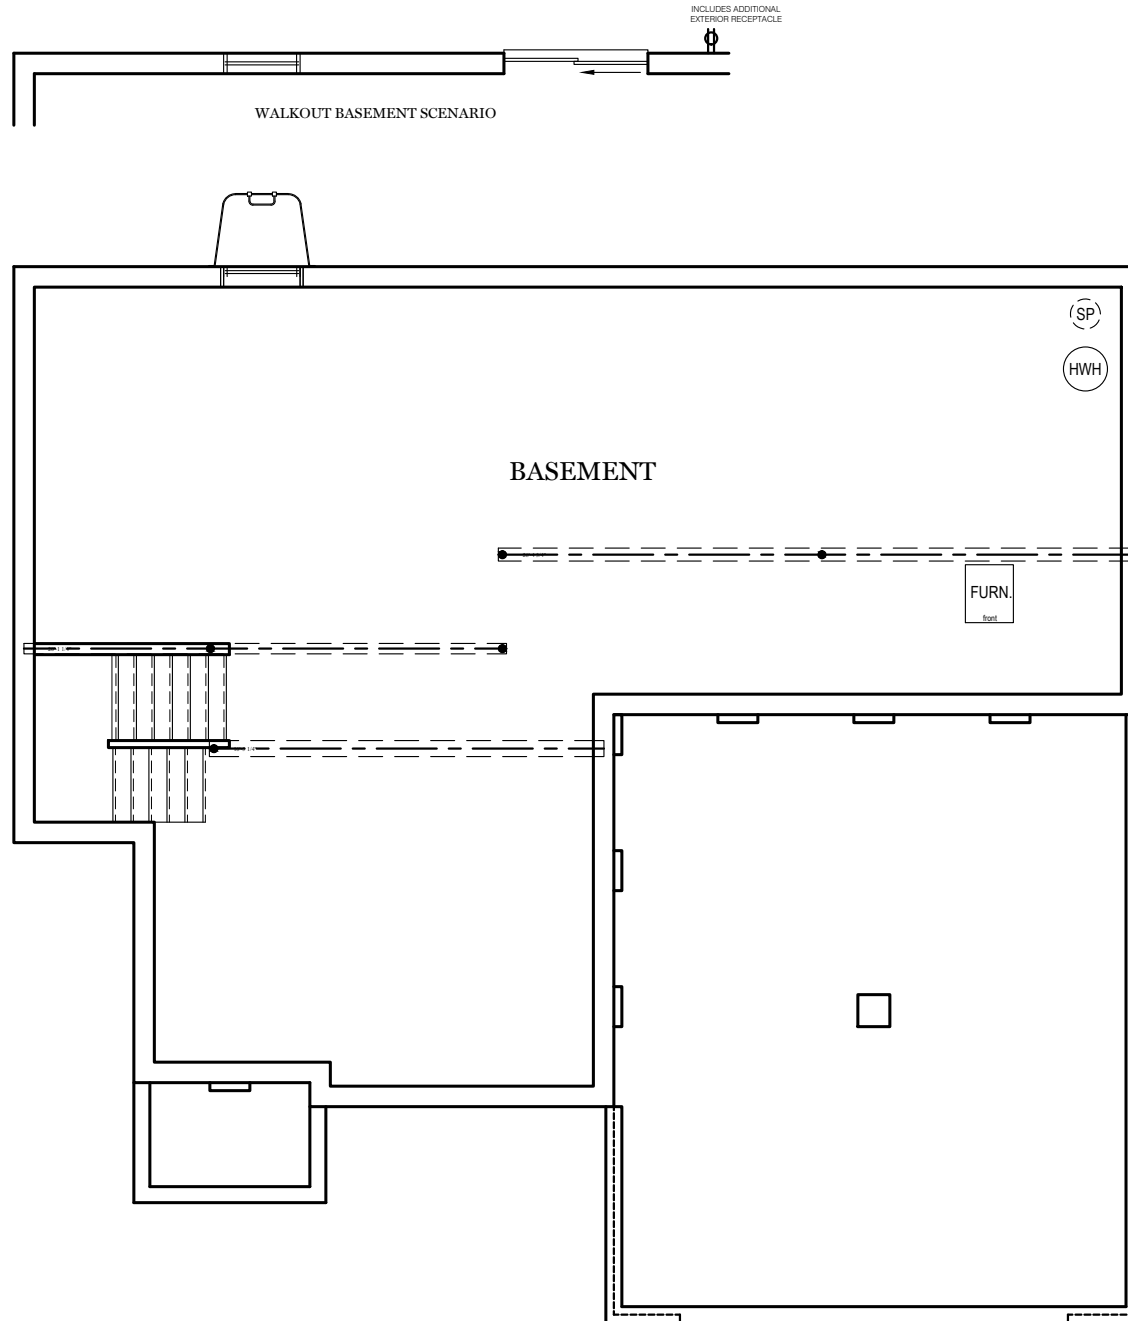 INCLUDES ADDITIONAL
EXTERIOR RECEPTACLE
WALKOUT BASEMENT SCENARIO
SP
HWH
BASEMENT
FURN.
front